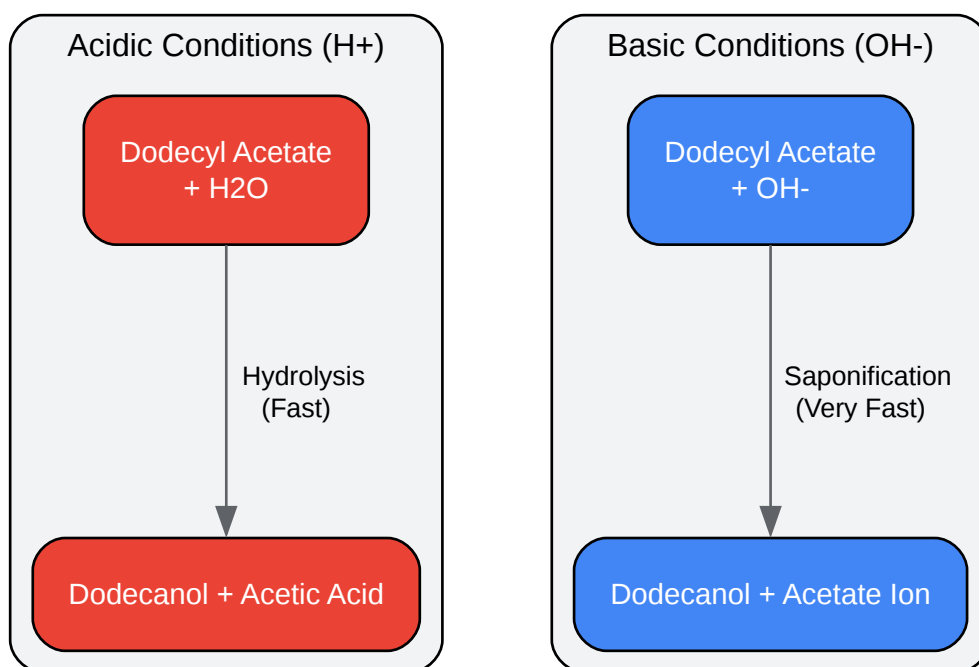 Acidic Conditions (H+)
Dodecyl Acetate
+ H2O
Hydrolysis
(Fast)
Dodecanol + Acetic Acid
Basic Conditions (OH-)
Dodecyl Acetate
+ OH-
Saponification
(Very Fast)
Dodecanol + Acetate Ion